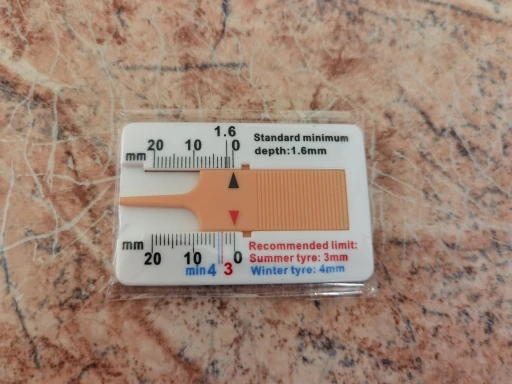 1.6
mm 20 10 0
Standard minimum
depth:1.6mm
mm
20 10 0
min4 3
Recommended limit:
Summer tyre: 3mm
Winter tyre: 4mm